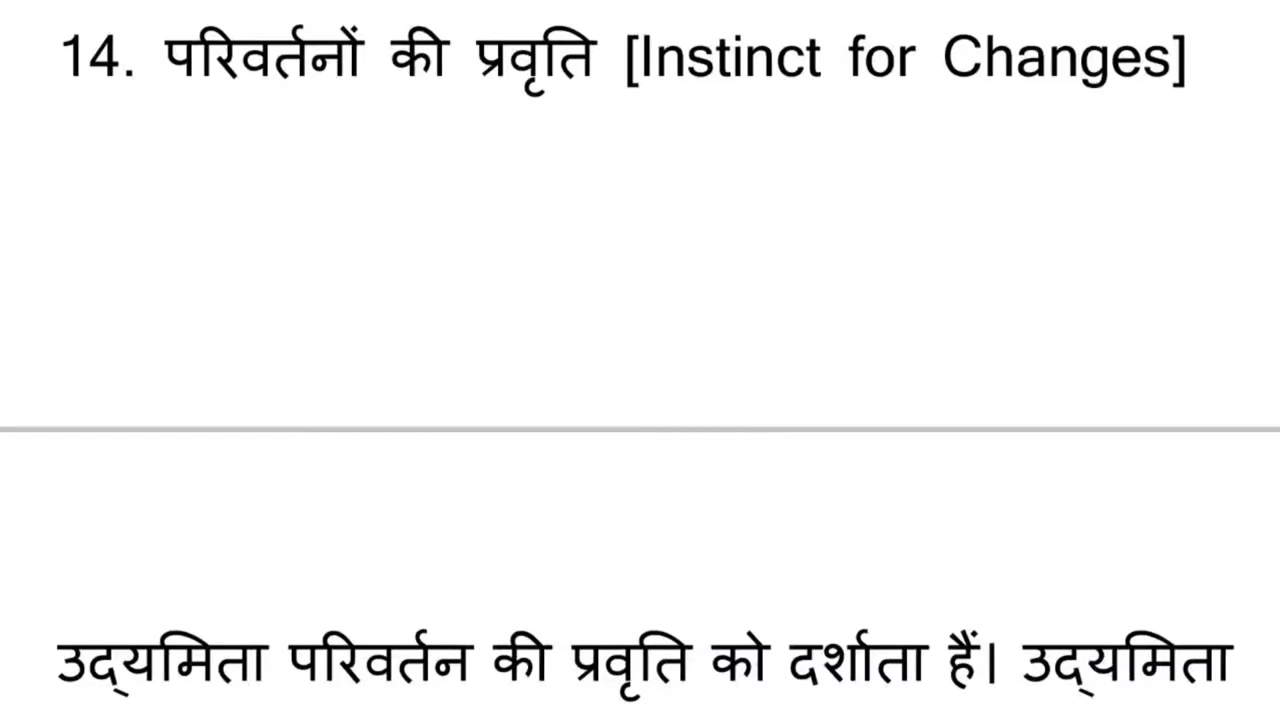 14. परिवर्तनों की प्रवृति [Instinct for Changes]
उद्यमिता परिवर्तन की प्रवृति को दर्शाता हैं। उद्यमिता